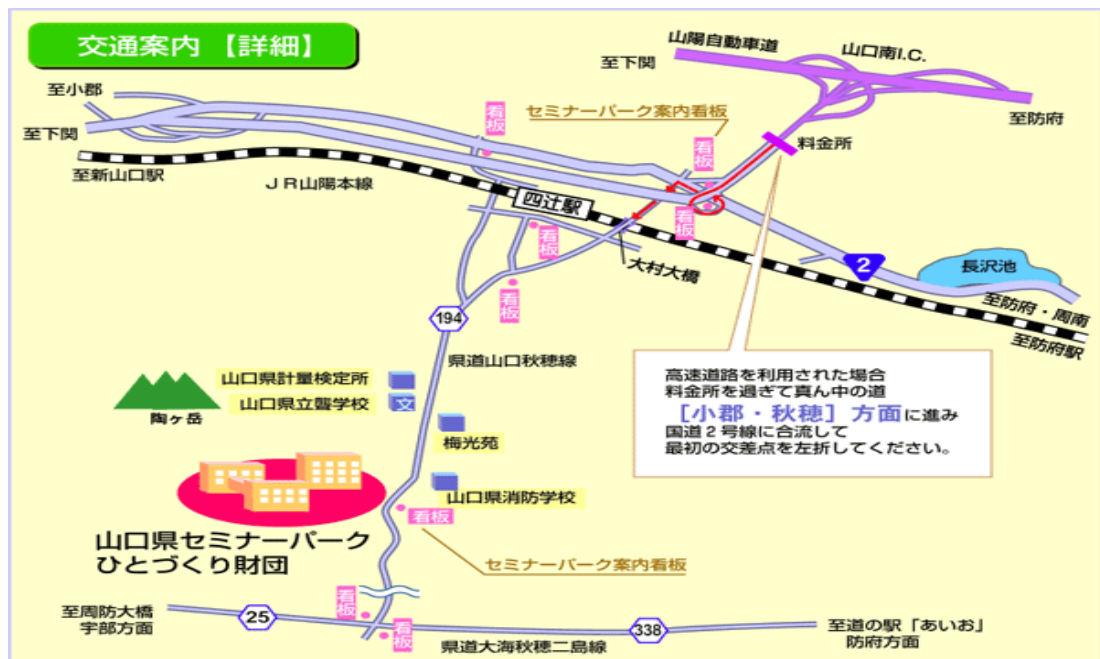 交通案内【詳細】
山陽自動車道
山口南I.C.
至下関
至防府
至小郡
至下関
看板
セミナーパーク案内看板
看板
料金所
至新山口駅
JR山陽本線
四辻駅
看板
看板
大村大橋
2
長沢池
至防府・周南
至防府駅
看板
194
県道山口秋穂線
高速道路を利用された場合
料金所を過ぎて真ん中の道
[小郡・秋穂]方面に進み
国道2号線に合流して
最初の交差点を左折してください。
山口県計量検定所
山口県立聾学校
文
陶ヶ岳
梅光苑
山口県消防学校
看板
山口県セミナーパーク
ひとづくり財団
セミナーパーク案内看板
看板
至周防大橋
宇部方面
25
看板
県道大海秋穂二島線
338
至道の駅「あいお」
防府方面